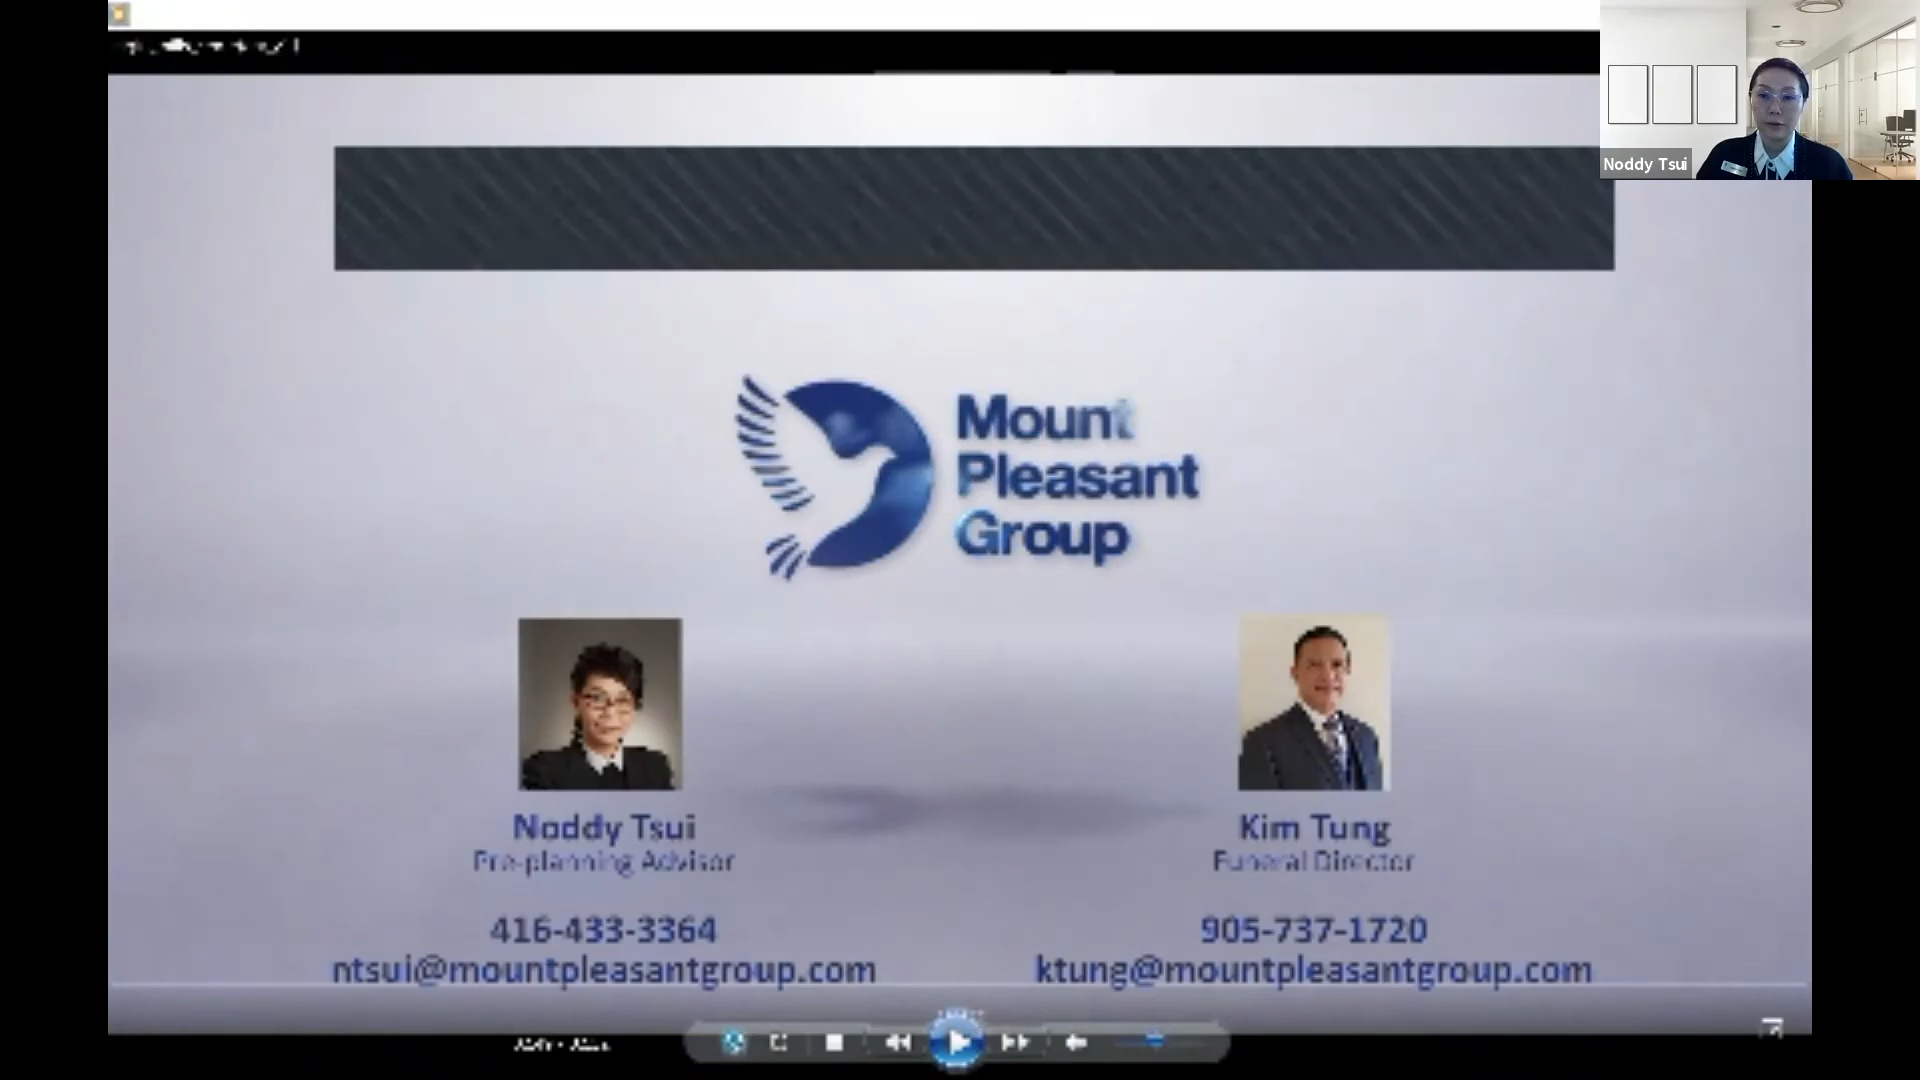 Noddy Tsui
Mount
Pleasant
Group
Noddy Tsui
Pre-planning Advisor
416-433-3364
ntsui@mountpleasantgroup.com
Kim Tung
Funeral Director
905-737-1720
ktung@mountpleasantgroup.com